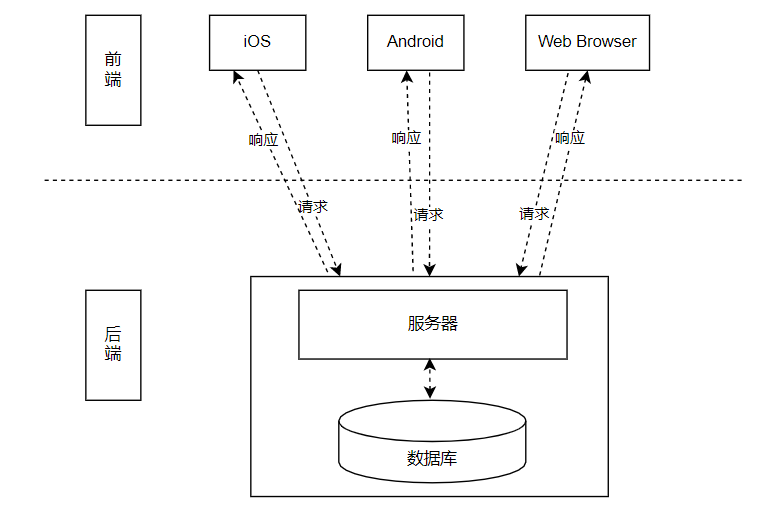 前
端
iOS
Android
Web Browser
响应
响应
响应
请求
请求
请求
后
端
服务器
数据库